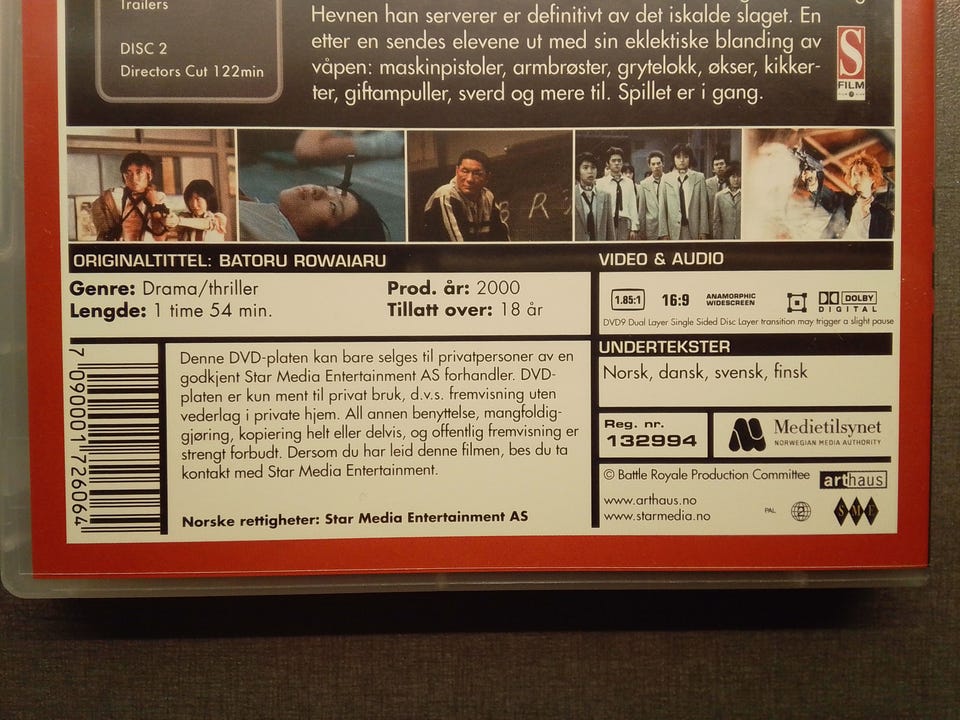 Trailers
DISC 2
Directors Cut 122min
Hevnen han serverer er definitivt av det iskalde slaget. En
etter en sendes elevene ut med sin eklektiske blanding av
våpen: maskinpistoler, armbrøster, grytelokk, økser, kikker-
ter, giftampuller, sverd og mere til. Spillet er i gang.
S
FILM
ORIGINALTITTEL: BATORU ROWAIARU
Genre: Drama/thriller
Lengde: 1 time 54 min.
Prod. år: 2000
Tillatt over: 18 år
VIDEO & AUDIO
1.85:1
16:9
ANAMORPHIC
WIDESCREEN
DOLBY
DIGITAL
DVD9 Dual Layer Single Sided Disc Layer transition may trigger a slight pause
UNDERTEKSTER
Norsk, dansk, svensk, finsk
7 090001 726064
Denne DVD-platen kan bare selges til privatpersoner av en
godkjent Star Media Entertainment AS forhandler. DVD-
platen er kun ment til privat bruk, d.v.s. fremvisning uten
vederlag i private hjem. All annen benyttelse, mangfoldig-
gjøring, kopiering helt eller delvis, og offentlig fremvisning er
strengt forbudt. Dersom du har leid denne filmen, bes du ta
kontakt med Star Media Entertainment.
Norske rettigheter: Star Media Entertainment AS
Reg. nr.
132994
Medietilsynet
NORWEGIAN MEDIA AUTHORITY
© Battle Royale Production Committee
arthaus
www.arthaus.no
www.starmedia.no
PAL
2
SME